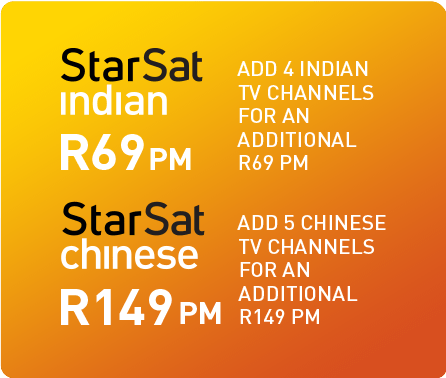 StarSat
indian
R69 PM
ADD 4 INDIAN
TV CHANNELS
FOR AN
ADDITIONAL
R69 PM
StarSat
chinese
R149 PM
ADD 5 CHINESE
TV CHANNELS
FOR AN
ADDITIONAL
R149 PM